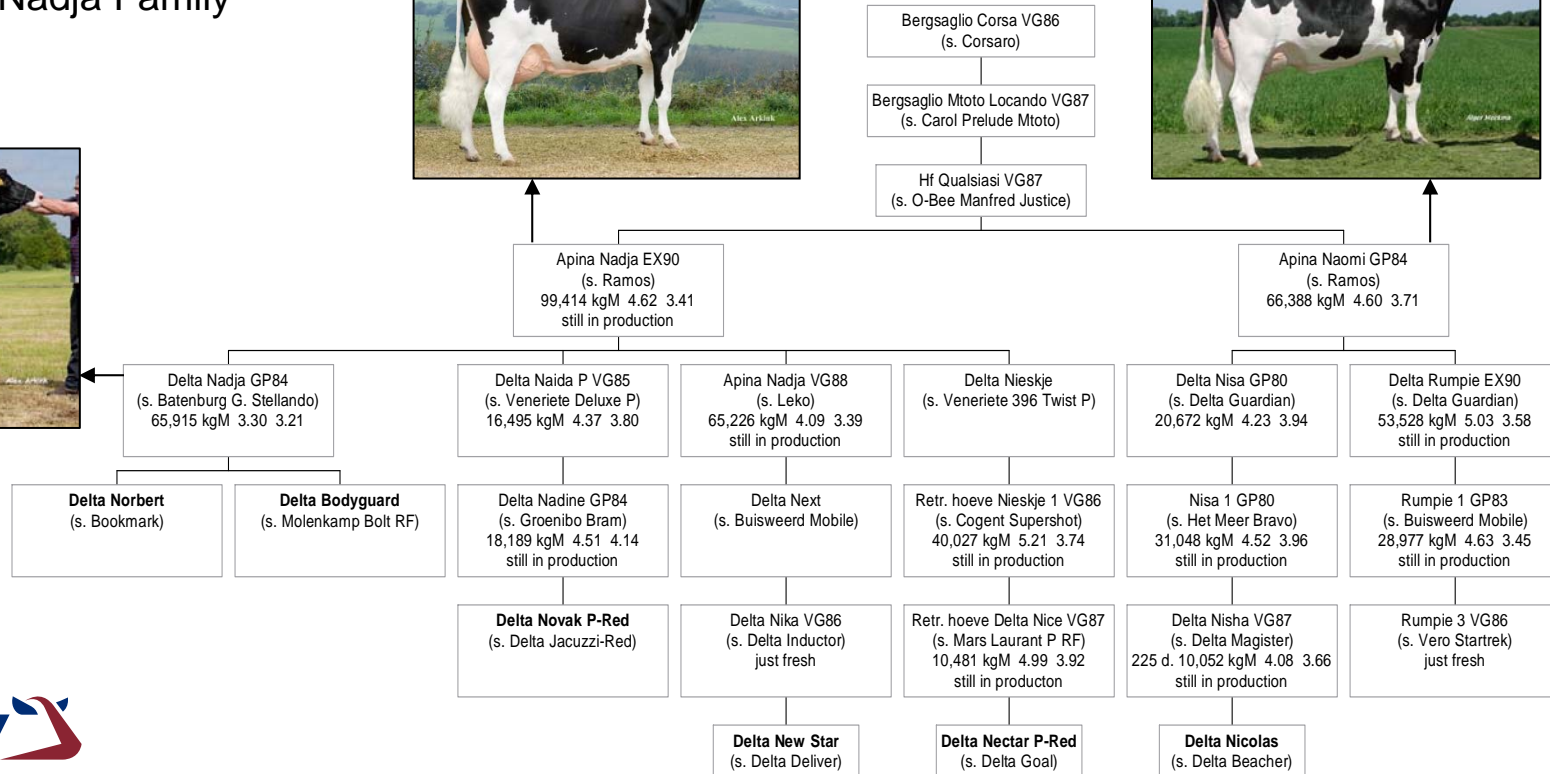 Nadja Family
Bergsaglio Corsa VG86
(s. Corsaro)
Bergsaglio Mtoto Locando VG87
(s. Carol Prelude Mtoto)
Hf Qualsiasi VG87
(s. O-Bee Manfred Justice)
Alex Arkink
Alger Meekma
Alex Arkink
Apina Nadja EX90
(s. Ramos)
99,414 kgM 4.62 3.41
still in production
Apina Naomi GP84
(s. Ramos)
66,388 kgM 4.60 3.71
Delta Nadja GP84
(s. Batenburg G. Stellando)
65,915 kgM 3.30 3.21
Delta Naida P VG85
(s. Veneriete Deluxe P)
16,495 kgM 4.37 3.80
Apina Nadja VG88
(s. Leko)
65,226 kgM 4.09 3.39
still in production
Delta Nieskje
(s. Veneriete 396 Twist P)
Delta Nisa GP80
(s. Delta Guardian)
20,672 kgM 4.23 3.94
Delta Rumpie EX90
(s. Delta Guardian)
53,528 kgM 5.03 3.58
still in production
Delta Norbert
(s. Bookmark)
Delta Bodyguard
(s. Molenkamp Bolt RF)
Delta Nadine GP84
(s. Groenibo Bram)
18,189 kgM 4.51 4.14
still in production
Delta Next
(s. Buisweerd Mobile)
Retr. hoeve Nieskje 1 VG86
(s. Cogent Supershot)
40,027 kgM 5.21 3.74
still in production
Nisa 1 GP80
(s. Het Meer Bravo)
31,048 kgM 4.52 3.96
still in production
Rumpie 1 GP83
(s. Buisweerd Mobile)
28,977 kgM 4.63 3.45
still in production
Delta Novak P-Red
(s. Delta Jacuzzi-Red)
Delta Nika VG86
(s. Delta Inductor)
just fresh
Retr. hoeve Delta Nice VG87
(s. Mars Laurant P RF)
10,481 kgM 4.99 3.92
still in producton
Delta Nisha VG87
(s. Delta Magister)
225 d. 10,052 kgM 4.08 3.66
still in production
Rumpie 3 VG86
(s. Vero Startrek)
just fresh
Delta New Star
(s. Delta Deliver)
Delta Nectar P-Red
(s. Delta Goal)
Delta Nicolas
(s. Delta Beacher)